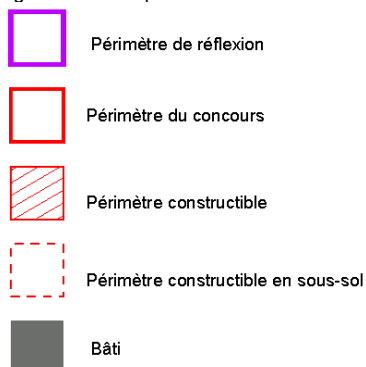 Périmètre de réflexion
Périmètre du concours
Périmètre constructible
Périmètre constructible en sous-sol
Bâti